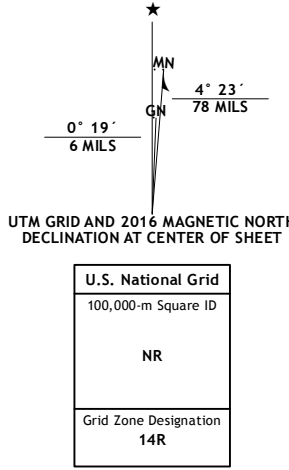 MN
4° 23´
78 MILS
GN
0° 19´
6 MILS
UTM GRID AND 2016 MAGNETIC NORTH
DECLINATION AT CENTER OF SHEET
U.S. National Grid
100,000-m Square ID
NR
Grid Zone Designation
14R